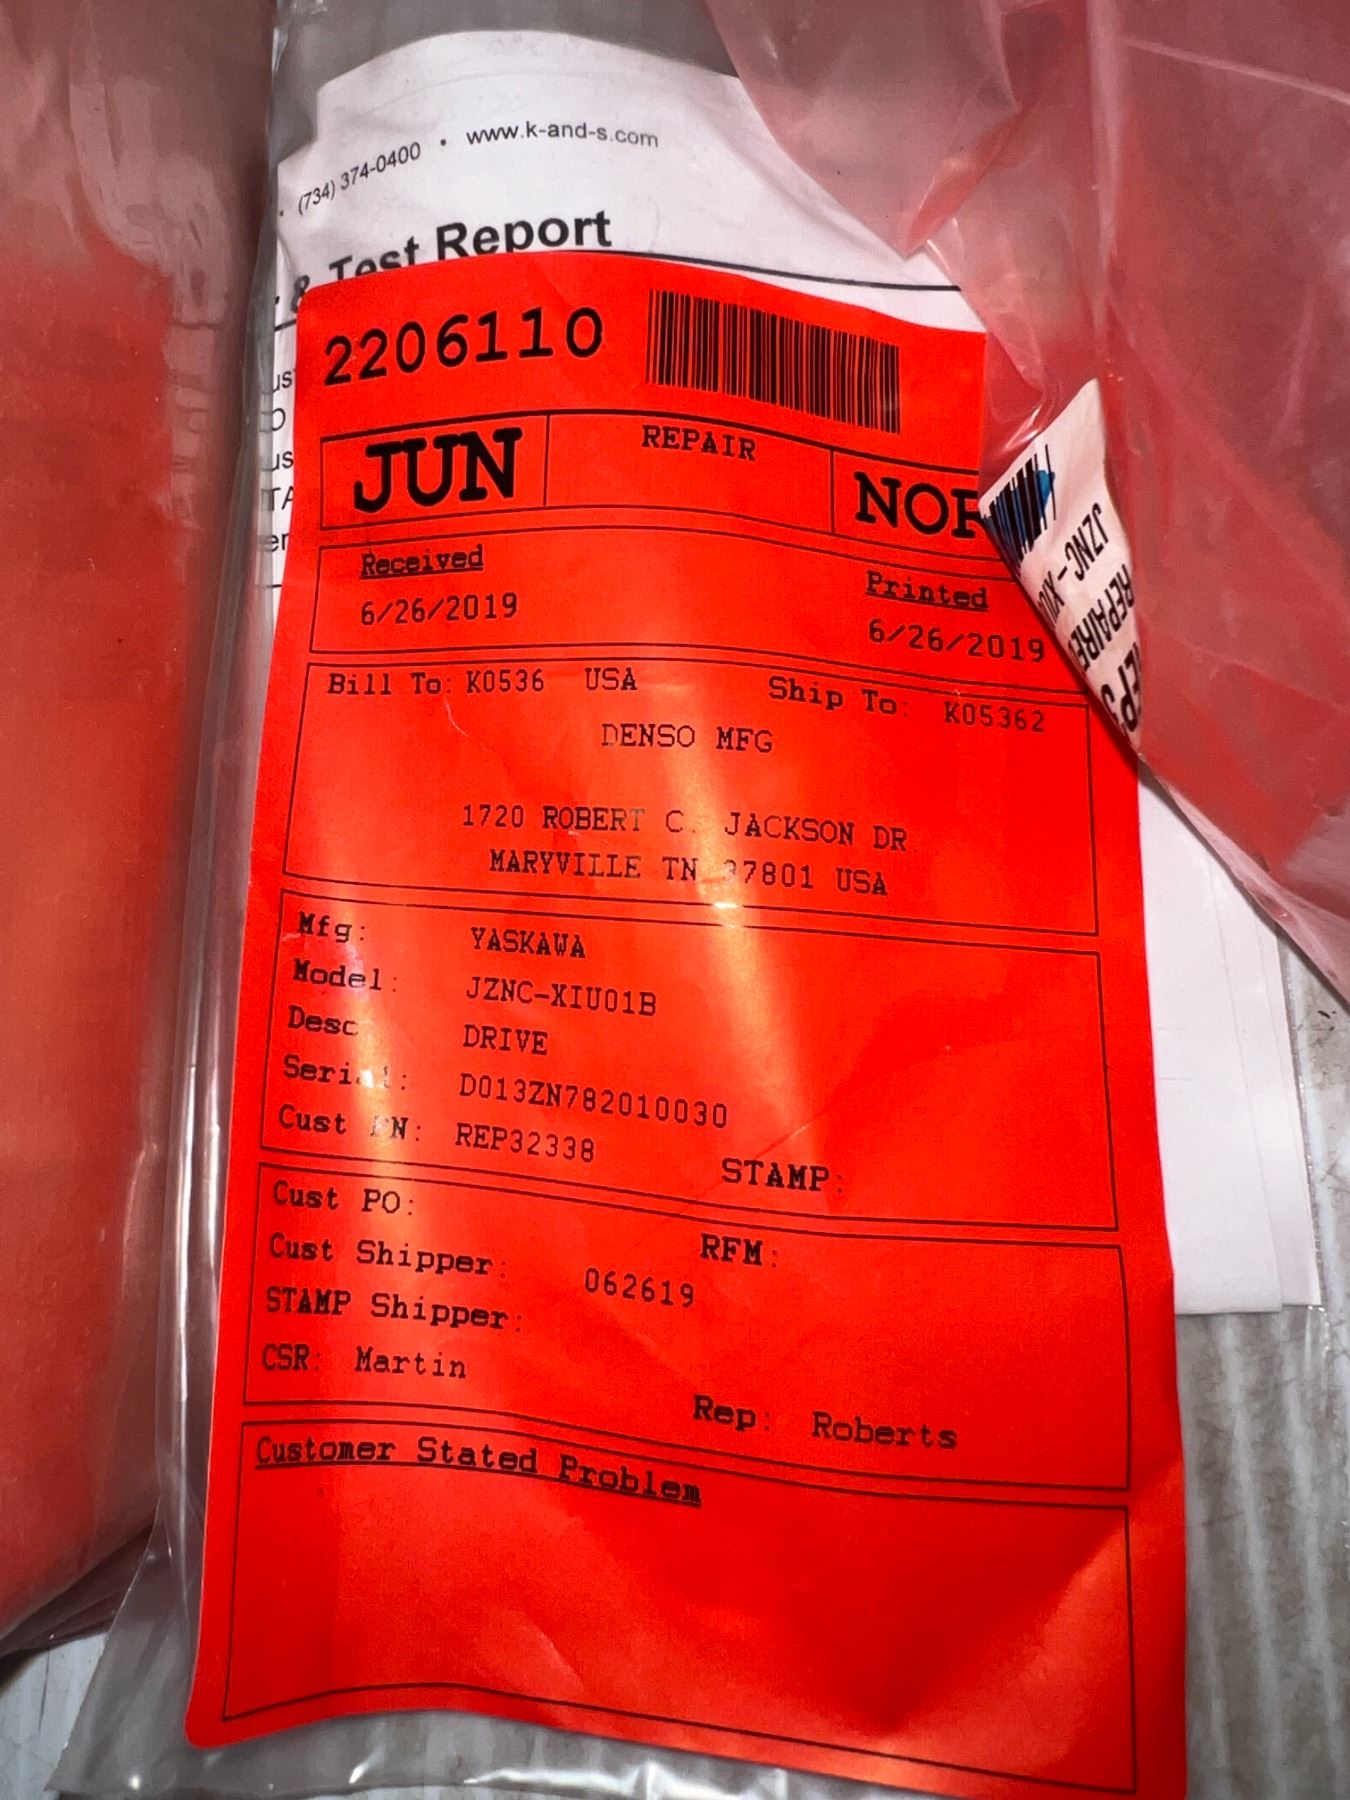 (734) 374-0400 • www.k-and-s.com
& Test Report
2206110
JUN REPAIR NOR
Received Printed
6/26/2019 6/26/2019
Bill To: K0536 USA Ship To: K05362
DENSO MFG
1720 ROBERT C. JACKSON DR
MARYVILLE TN 37801 USA
Mfg: YASKAWA
Model: JZNC-XIU01B
Desc DRIVE
Serial: D013ZN782010030
Cust PN: REP32338 STAMP:
Cust PO: RFM:
Cust Shipper: 062619
STAMP Shipper:
CSR: Martin Rep: Roberts
Customer Stated Problem
JZNC-XIU
REPAIRE